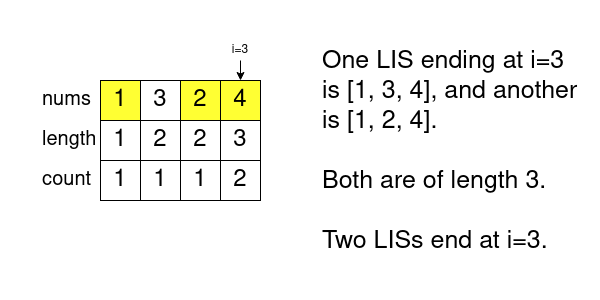 i=3
nums 1 3 2 4
length 1 2 2 3
count 1 1 1 2
One LIS ending at i=3
is [1, 3, 4], and another
is [1, 2, 4].
Both are of length 3.
Two LISs end at i=3.